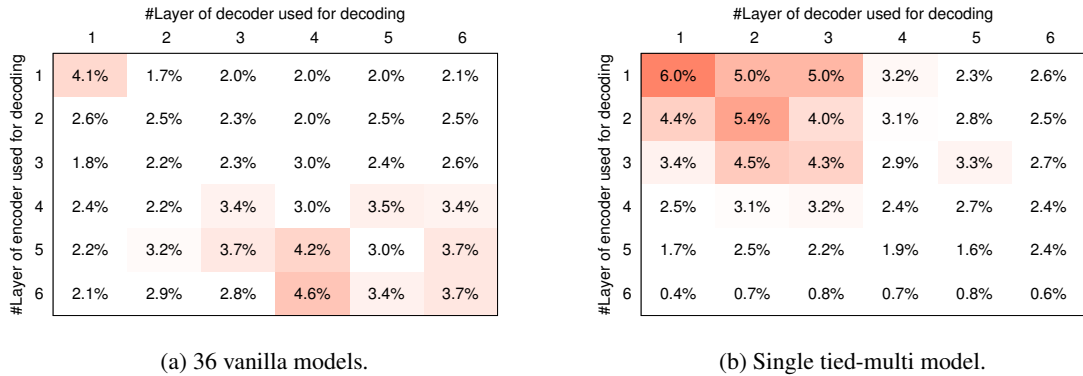 #Layer of decoder used for decoding
1 2 3 4 5 6
#Layer of encoder used for decoding
1 4.1% 1.7% 2.0% 2.0% 2.0% 2.1%
2 2.6% 2.5% 2.3% 2.0% 2.5% 2.5%
3 1.8% 2.2% 2.3% 3.0% 2.4% 2.6%
4 2.4% 2.2% 3.4% 3.0% 3.5% 3.4%
5 2.2% 3.2% 3.7% 4.2% 3.0% 3.7%
6 2.1% 2.9% 2.8% 4.6% 3.4% 3.7%
(a) 36 vanilla models.
#Layer of decoder used for decoding
1 2 3 4 5 6
#Layer of encoder used for decoding
1 6.0% 5.0% 5.0% 3.2% 2.3% 2.6%
2 4.4% 5.4% 4.0% 3.1% 2.8% 2.5%
3 3.4% 4.5% 4.3% 2.9% 3.3% 2.7%
4 2.5% 3.1% 3.2% 2.4% 2.7% 2.4%
5 1.7% 2.5% 2.2% 1.9% 1.6% 2.4%
6 0.4% 0.7% 0.8% 0.7% 0.8% 0.6%
(b) Single tied-multi model.